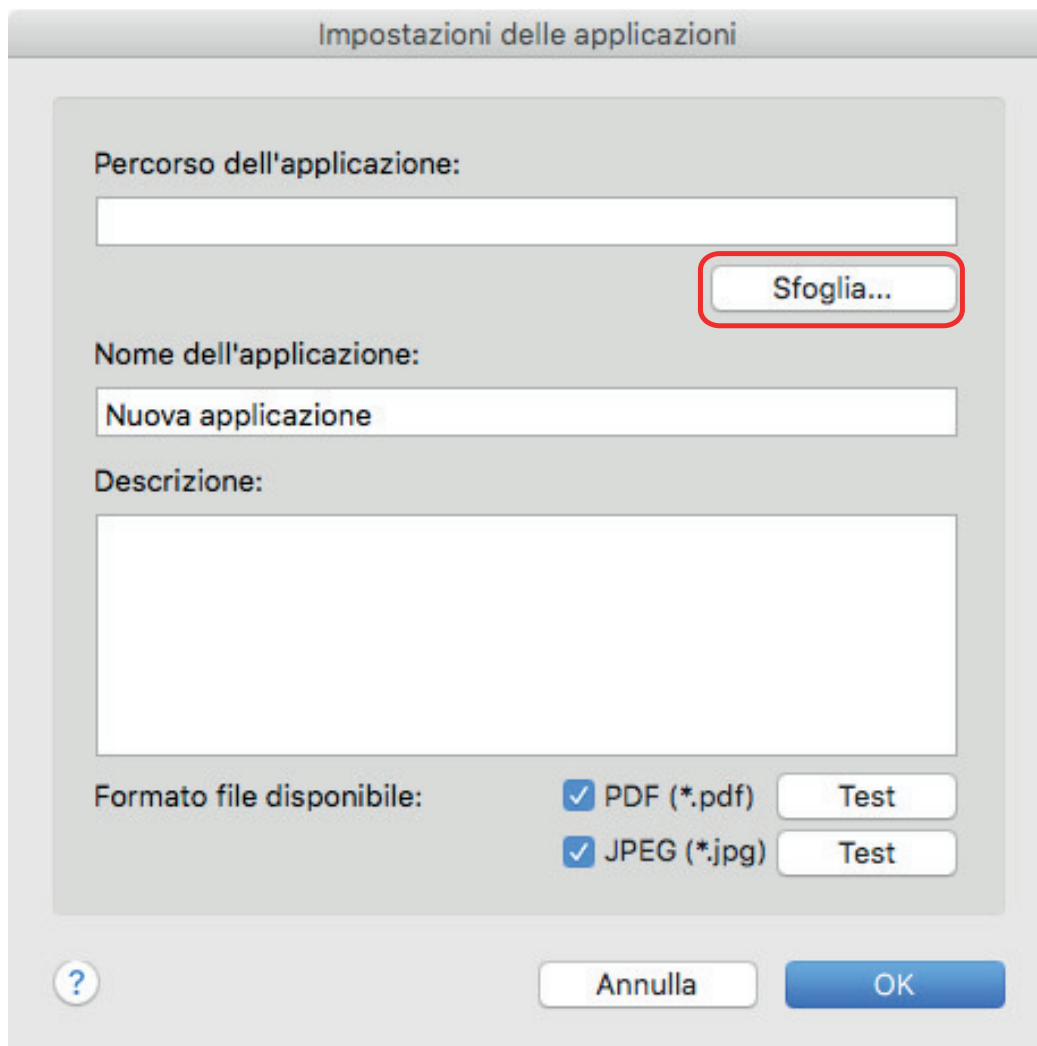 Impostazioni delle applicazioni
Percorso dell'applicazione:
Sfoglia...
Nome dell'applicazione:
Nuova applicazione
Descrizione:
Formato file disponibile: PDF (*.pdf) Test
JPEG (*.jpg) Test
? Annulla OK